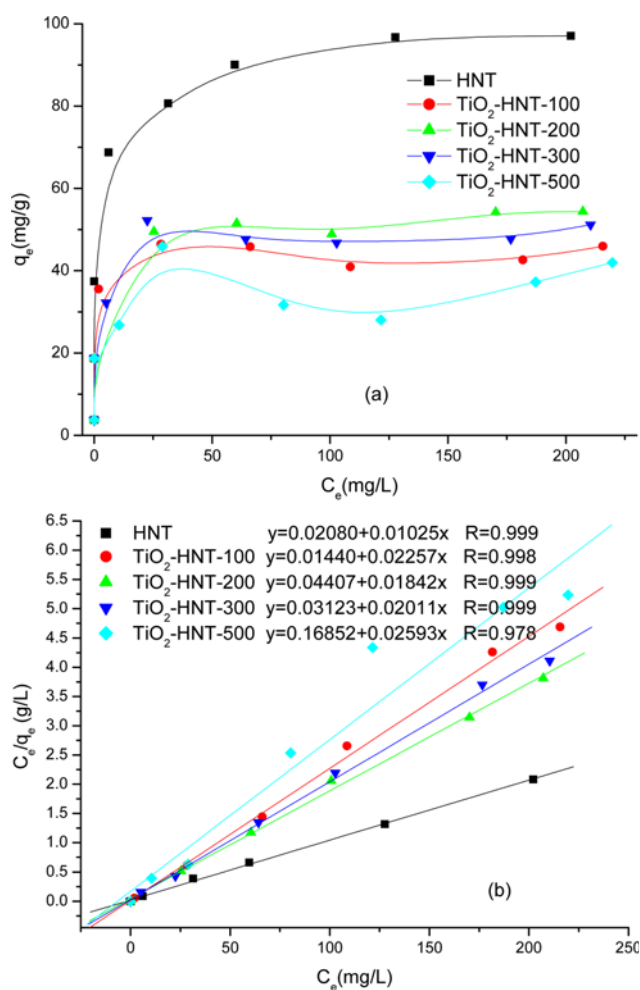 100
80
60
40
20
0
q_e(mg/g)
HNT
TiO₂-HNT-100
TiO₂-HNT-200
TiO₂-HNT-300
TiO₂-HNT-500
(a)
0 50 100 150 200
C_e(mg/L)
6.5
6.0
5.5
5.0
4.5
4.0
3.5
3.0
2.5
2.0
1.5
1.0
0.5
0.0
C_e/q_e (g/L)
HNT y=0.02080+0.01025x R=0.999
TiO₂-HNT-100 y=0.01440+0.02257x R=0.998
TiO₂-HNT-200 y=0.04407+0.01842x R=0.999
TiO₂-HNT-300 y=0.03123+0.02011x R=0.999
TiO₂-HNT-500 y=0.16852+0.02593x R=0.978
(b)
0 50 100 150 200 250
C_e(mg/L)